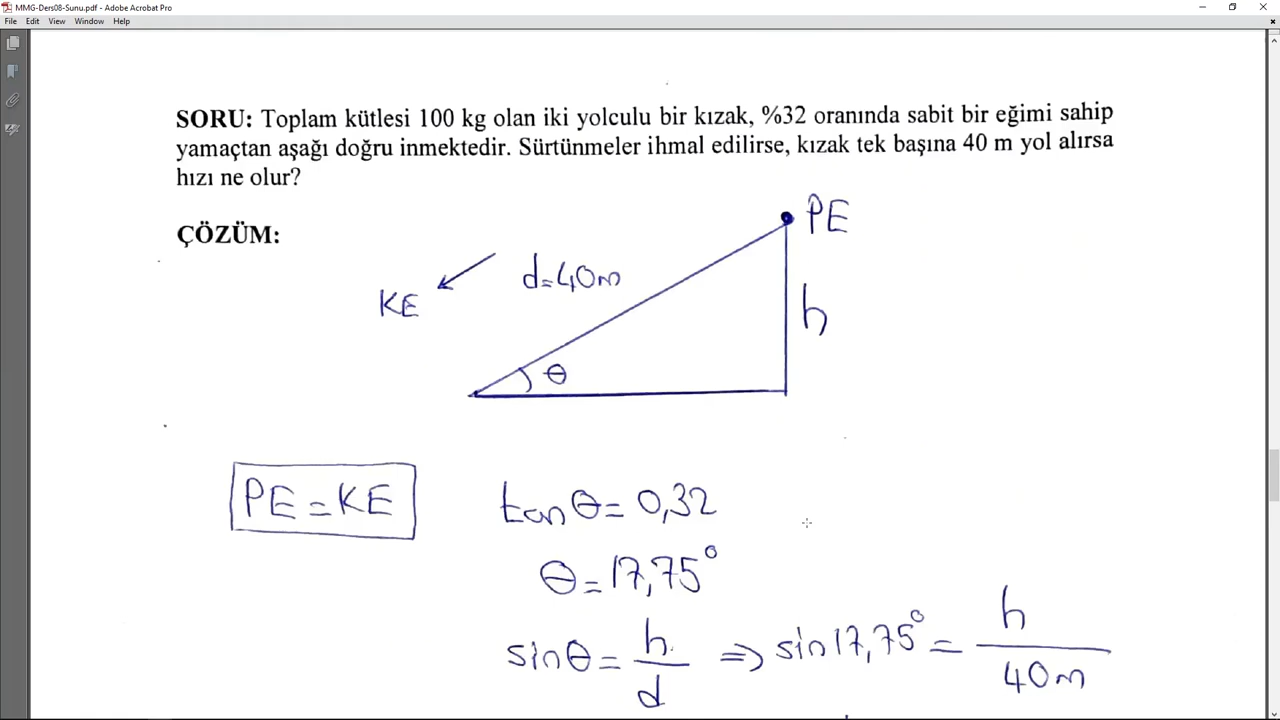 MMG-Ders08-Sunu.pdf - Adobe Acrobat Pro
File Edit View Window Help
SORU: Toplam kütlesi 100 kg olan iki yolculu bir kızak, %32 oranında sabit bir eğimi sahip
yamaçtan aşağı doğru inmektedir. Sürtünmeler ihmal edilirse, kızak tek başına 40 m yol alırsa
hızı ne olur?
ÇÖZÜM:
PE
d=40m
KE
h
θ
PE = KE
tanθ = 0,32
θ = 17,75°
sinθ = h/d ⇒ sin17,75° = h/40m